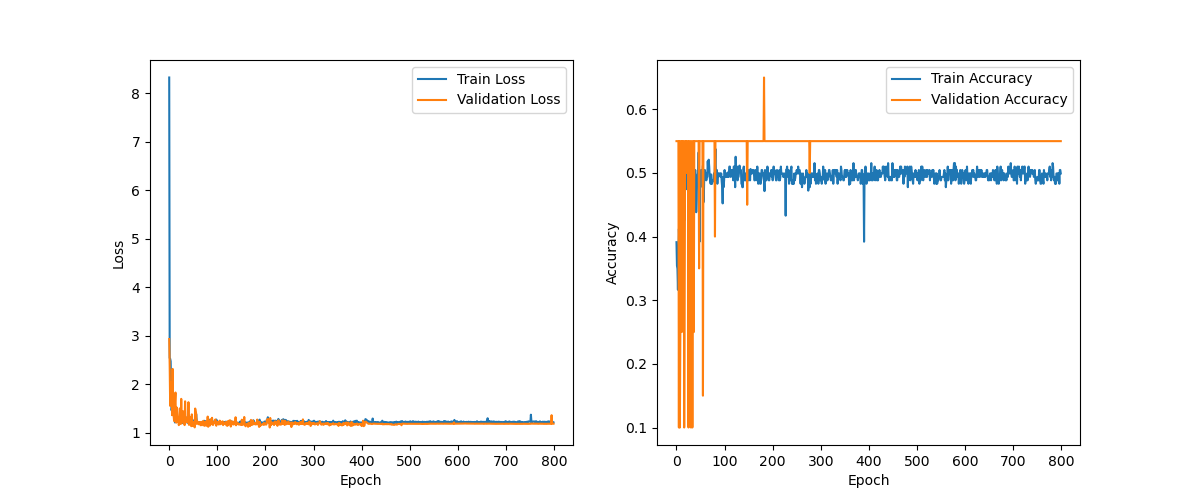 Train Loss
Validation Loss
8
7
6
5
4
3
2
1
Loss
0 100 200 300 400 500 600 700 800
Epoch
Train Accuracy
Validation Accuracy
0.6
0.5
0.4
0.3
0.2
0.1
Accuracy
0 100 200 300 400 500 600 700 800
Epoch